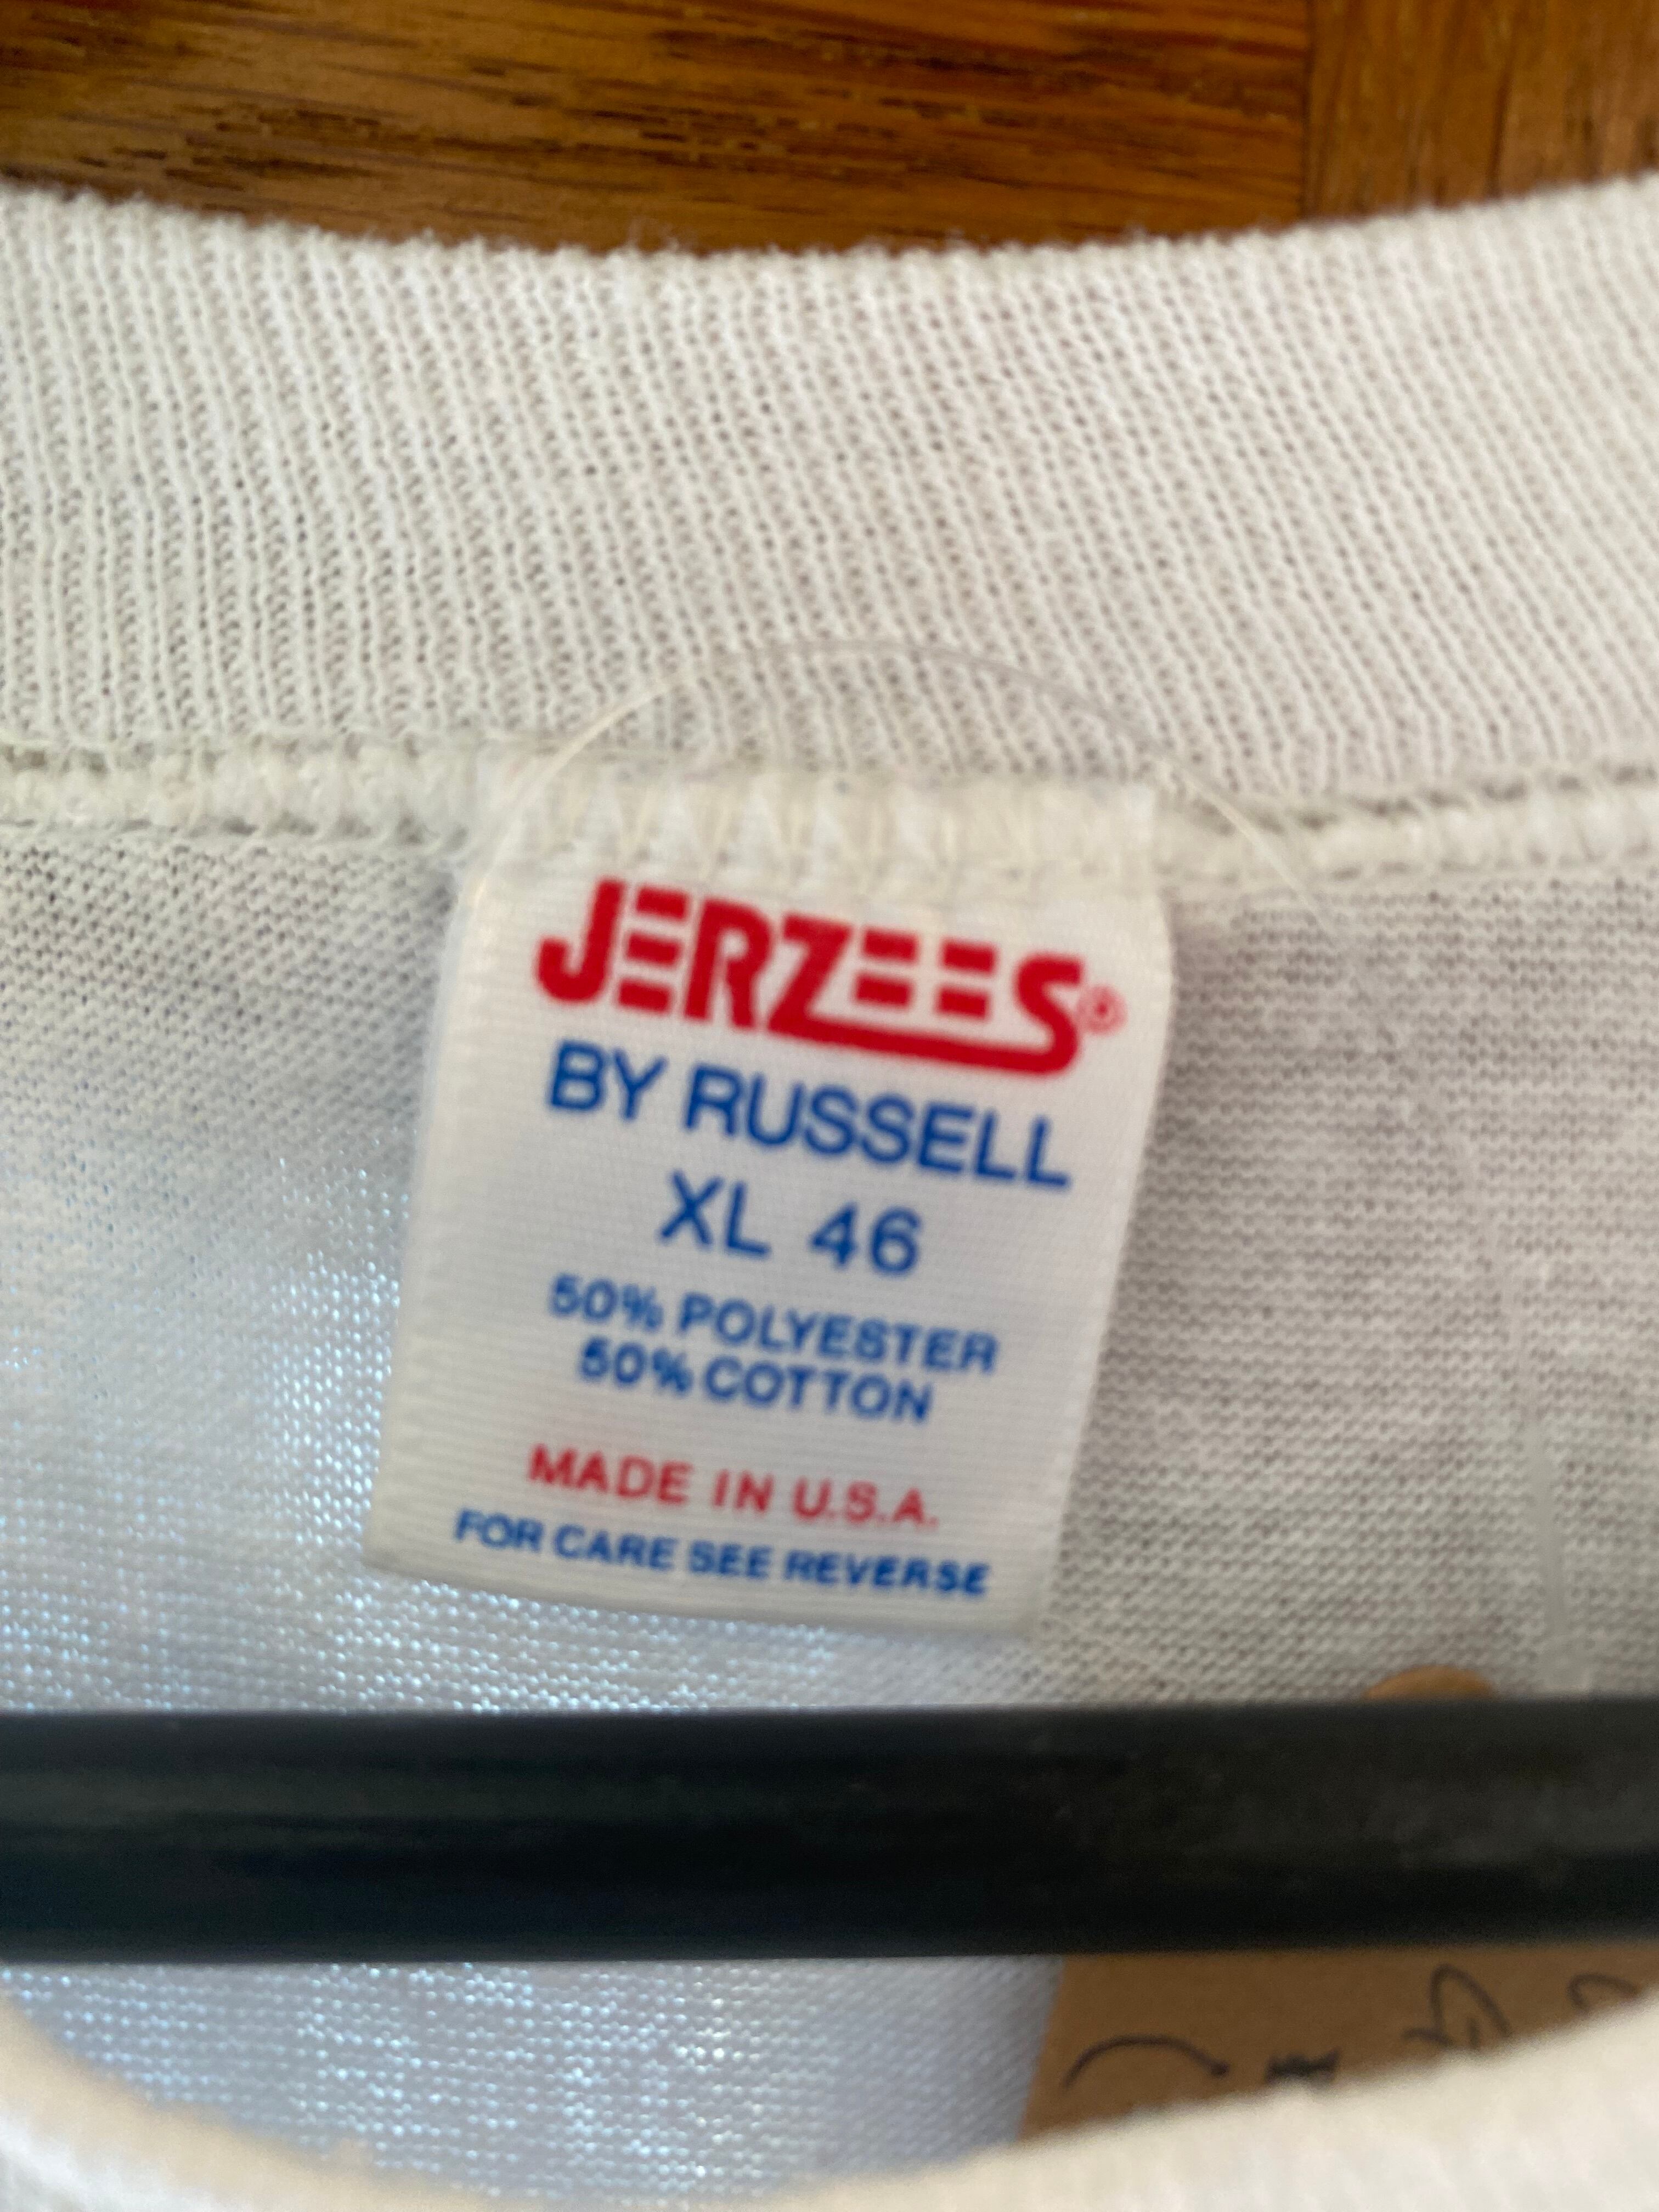 JERZEES®
BY RUSSELL
XL 46
50% POLYESTER
50% COTTON
MADE IN U.S.A.
FOR CARE SEE REVERSE